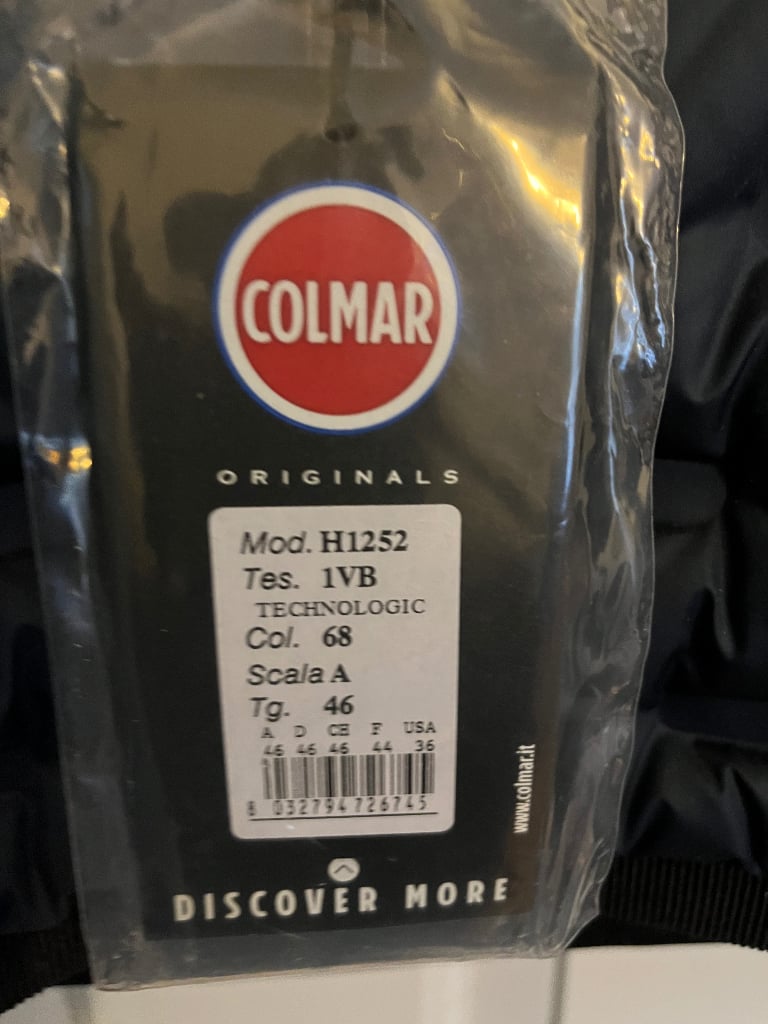 COLMAR
ORIGINALS
Mod. H1252
Tes. 1VB
TECHNOLOGIC
Col. 68
Scala A
Tg. 46
A D CH F USA
46 46 46 44 36
8 032794 726745
www.colmar.it
DISCOVER MORE